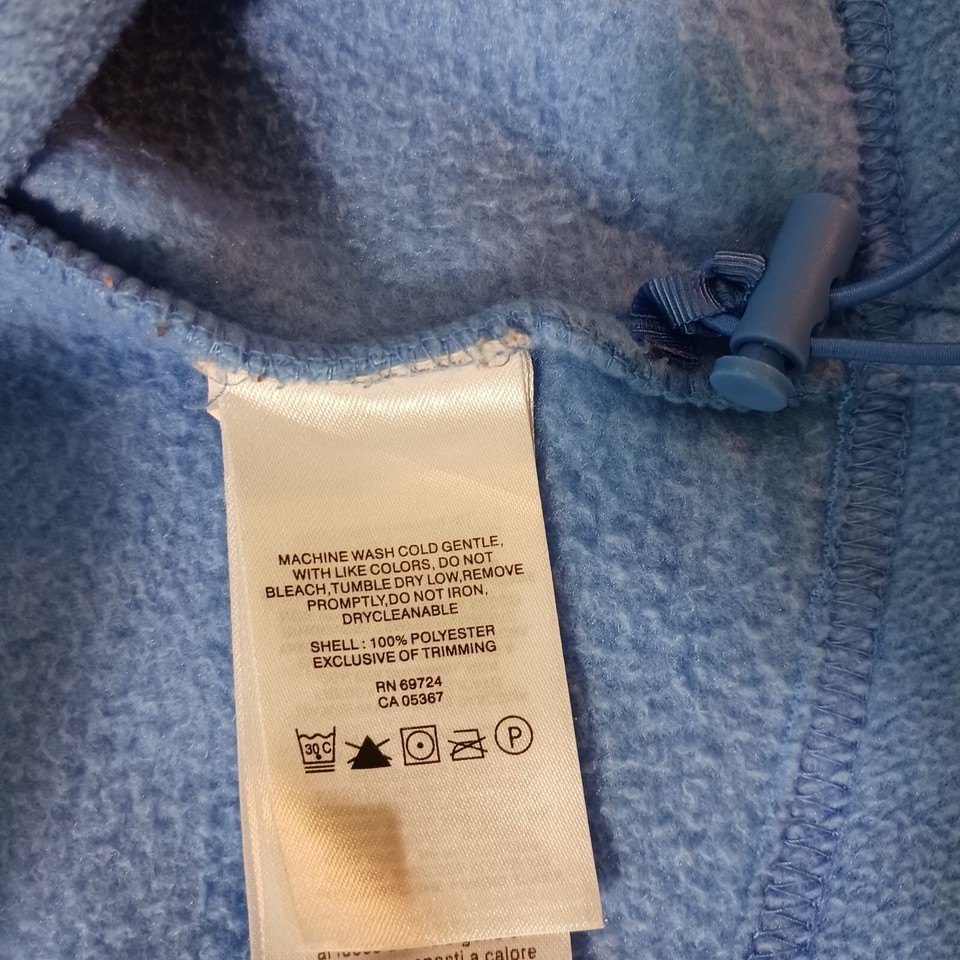 MACHINE WASH COLD GENTLE,
WITH LIKE COLORS, DO NOT
BLEACH,TUMBLE DRY LOW,REMOVE
PROMPTLY,DO NOT IRON,
DRYCLEANABLE
SHELL : 100% POLYESTER
EXCLUSIVE OF TRIMMING
RN 69724
CA 05367
30 C
P
a calore